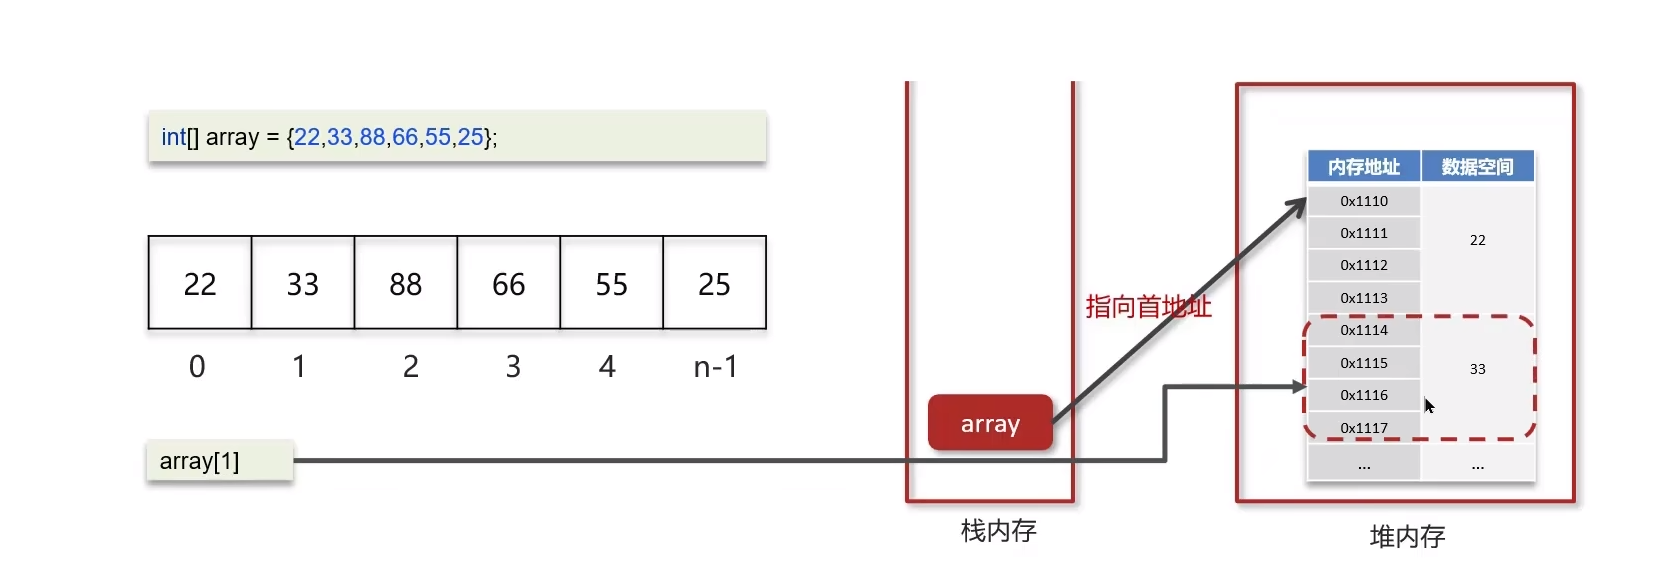 int[] array = {22,33,88,66,55,25};
22 33 88 66 55 25
0 1 2 3 4 n-1
array[1]
array
栈内存
指向首地址
内存地址 数据空间
0x1110
0x1111
22
0x1112
0x1113
0x1114
0x1115
33
0x1116
0x1117
... ...
堆内存